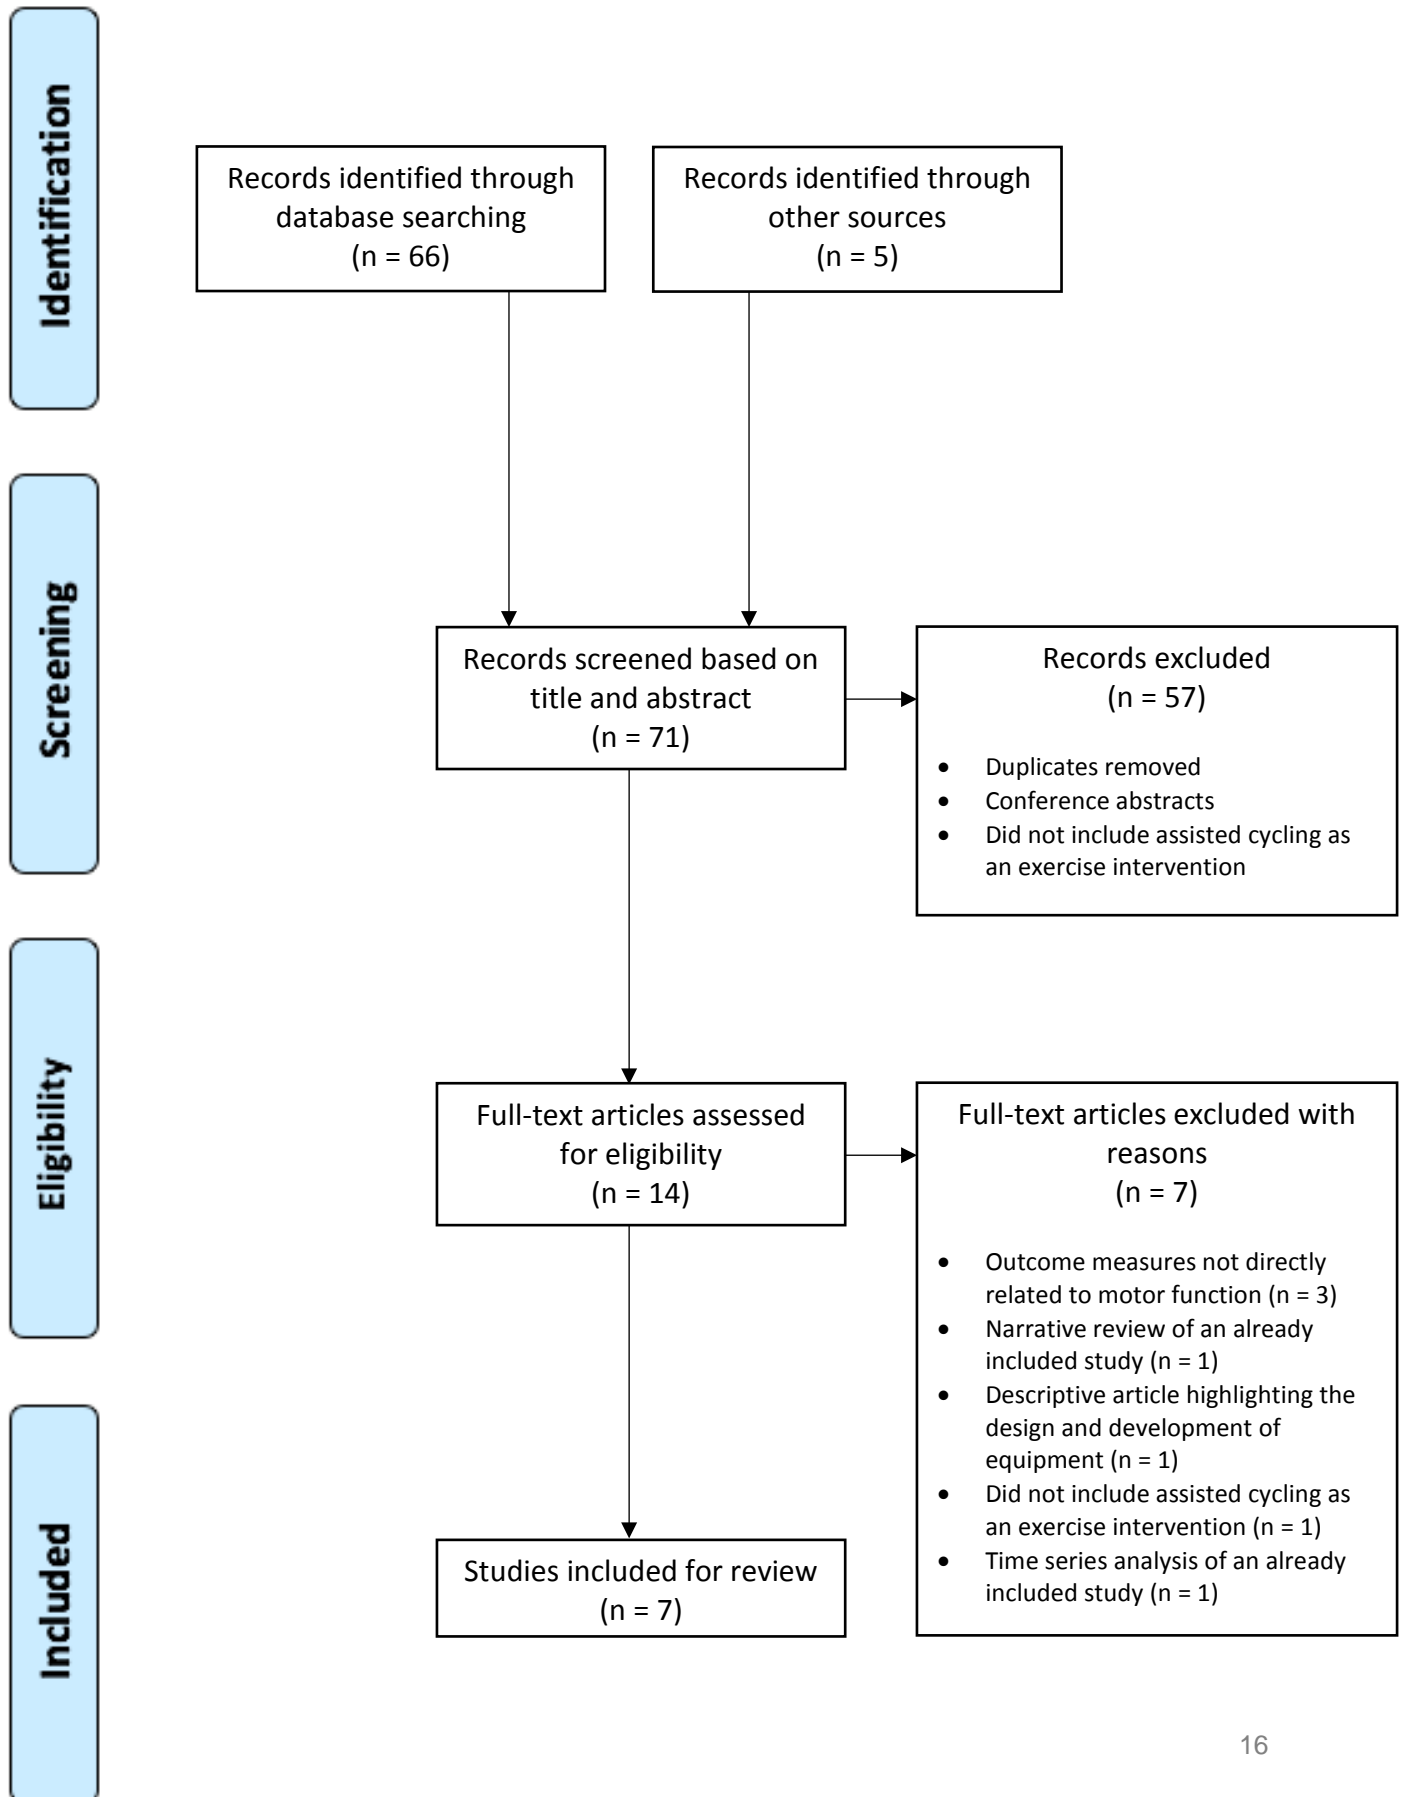 Identification
Records identified through
database searching
(n = 66)
Records identified through
other sources
(n = 5)
Screening
Records screened based on
title and abstract
(n = 71)
Records excluded
(n = 57)
• Duplicates removed
• Conference abstracts
• Did not include assisted cycling as
an exercise intervention
Eligibility
Full-text articles assessed
for eligibility
(n = 14)
Full-text articles excluded with
reasons
(n = 7)
• Outcome measures not directly
related to motor function (n = 3)
• Narrative review of an already
included study (n = 1)
• Descriptive article highlighting the
design and development of
equipment (n = 1)
• Did not include assisted cycling as
an exercise intervention (n = 1)
• Time series analysis of an already
included study (n = 1)
Included
Studies included for review
(n = 7)
16